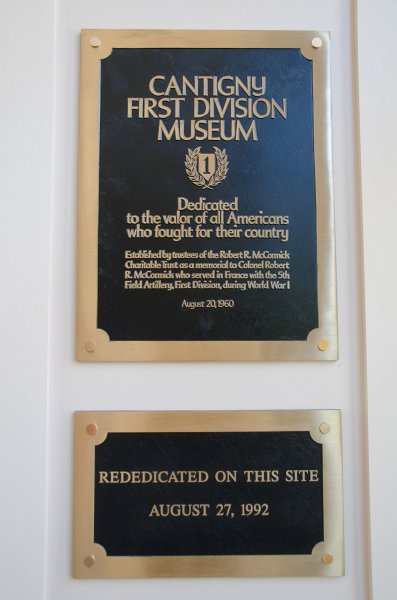 CANTIGNY
FIRST DIVISION
MUSEUM
1
Dedicated
to the valor of all Americans
who fought for their country
Established by trustees of the Robert R. McCormick
Charitable Trust as a memorial to Colonel Robert
R. McCormick who served in France with the 5th
Field Artillery, First Division, during World War I
August 20, 1960
REDEDICATED ON THIS SITE
AUGUST 27, 1992